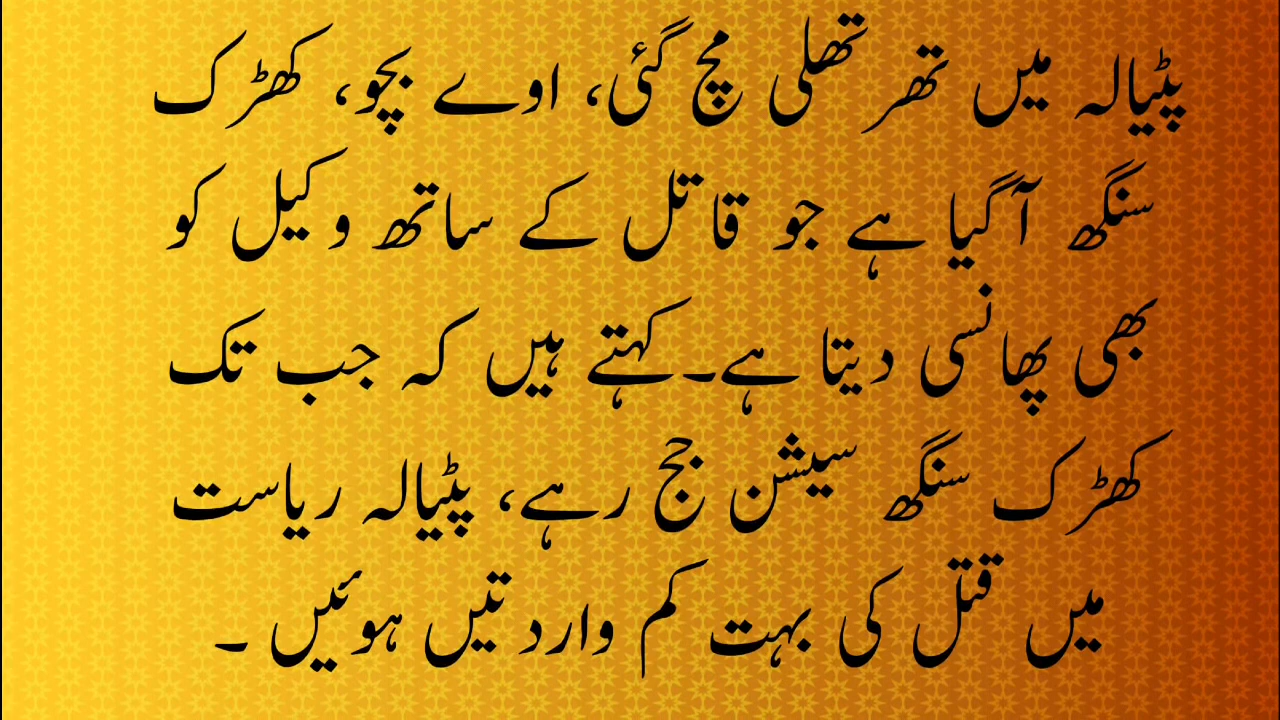 پٹیالہ میں تھرتھلی مچ گئی، اوے بچو، کھڑک
سنگھ آگیا ہے جو قاتل کے ساتھ وکیل کو
بھی پھانسی دیتا ہے۔کہتے ہیں کہ جب تک
کھڑک سنگھ سیشن جج رہے، پٹیالہ ریاست
میں قتل کی بہت کم وارد تیں ہوئیں ۔